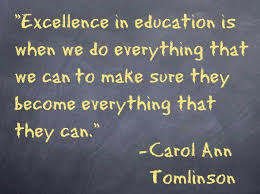 "Excellence in education is
when we do everything that
we can to make sure they
become everything that
they can."
-Carol Ann
Tomlinson